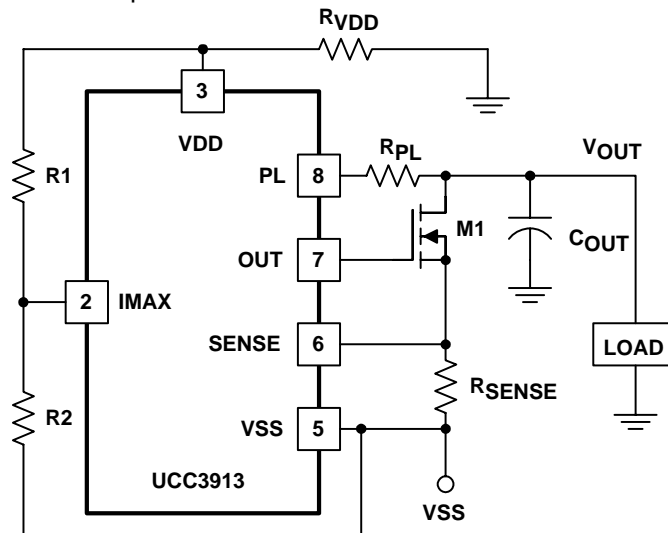 RVDD
3
VDD
RPL
VOUT
R1
PL 8
M1
COUT
OUT 7
2 IMAX
SENSE 6
LOAD
RSENSE
R2
VSS 5
UCC3913
VSS